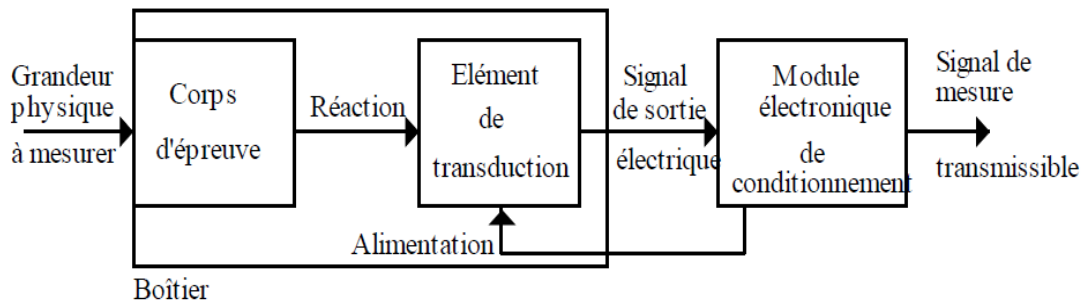 Grandeur
physique
à mesurer
Corps
d'épreuve
Réaction
Elément
de
transduction
Signal
de sortie
électrique
Module
électronique
de
conditionnement
Signal de
mesure
transmissible
Alimentation
Boîtier